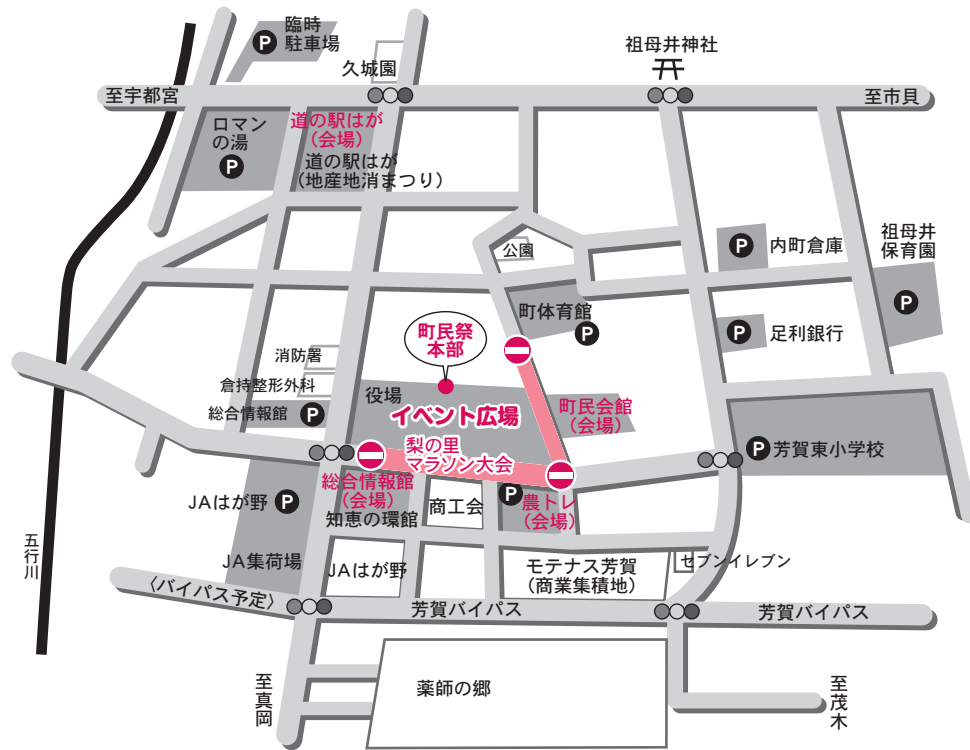 臨時
駐車場
P
久城園
祖母井神社
至宇都宮
至市貝
ロマン
の湯
P
道の駅はが
(会場)
道の駅はが
(地産地消まつり)
公園
P
内町倉庫
祖母井
保育園
P
町体育館
P
P
足利銀行
町民祭
本部
消防署
倉持整形外科
総合情報館
P
役場
イベント広場
町民会館
(会場)
梨の里
マラソン大会
P
芳賀東小学校
総合情報館
(会場)
知恵の環館
JAはが野
P
商工会
P
農トレ
(会場)
五行川
JA集荷場
JAはが野
モテナス芳賀
(商業集積地)
セブンイレブン
〈バイパス予定〉
芳賀バイパス
芳賀バイパス
至真岡
薬師の郷
至茂木